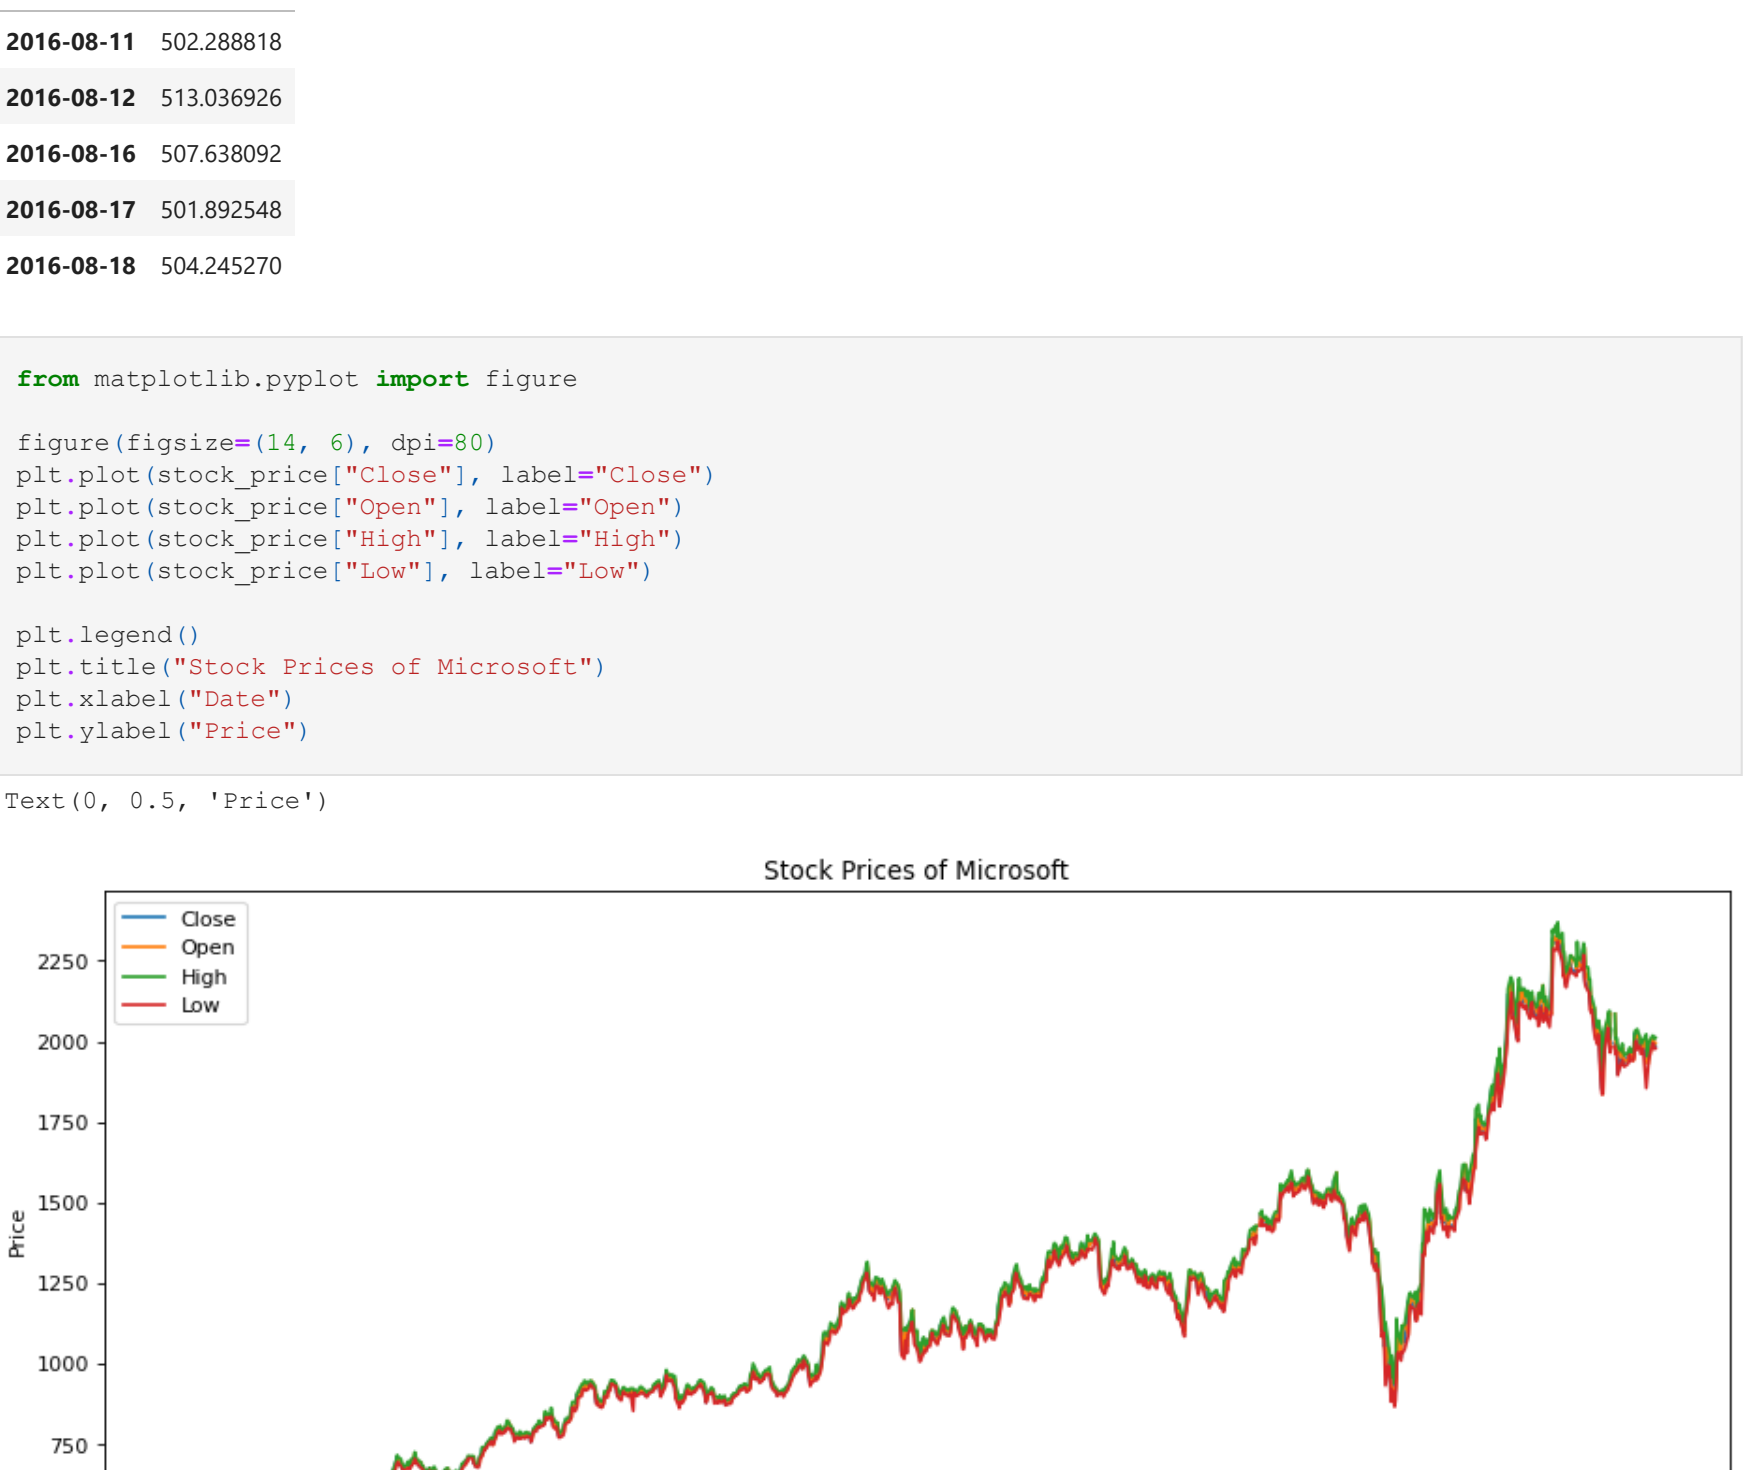 2016-08-11 502.288818
2016-08-12 513.036926
2016-08-16 507.638092
2016-08-17 501.892548
2016-08-18 504.245270
from matplotlib.pyplot import figure
figure(figsize=(14, 6), dpi=80)
plt.plot(stock_price["Close"], label="Close")
plt.plot(stock_price["Open"], label="Open")
plt.plot(stock_price["High"], label="High")
plt.plot(stock_price["Low"], label="Low")
plt.legend()
plt.title("Stock Prices of Microsoft")
plt.xlabel("Date")
plt.ylabel("Price")
Text(0, 0.5, 'Price')
Stock Prices of Microsoft
Close
Open
High
Low
2250
2000
1750
1500
Price
1250
1000
750